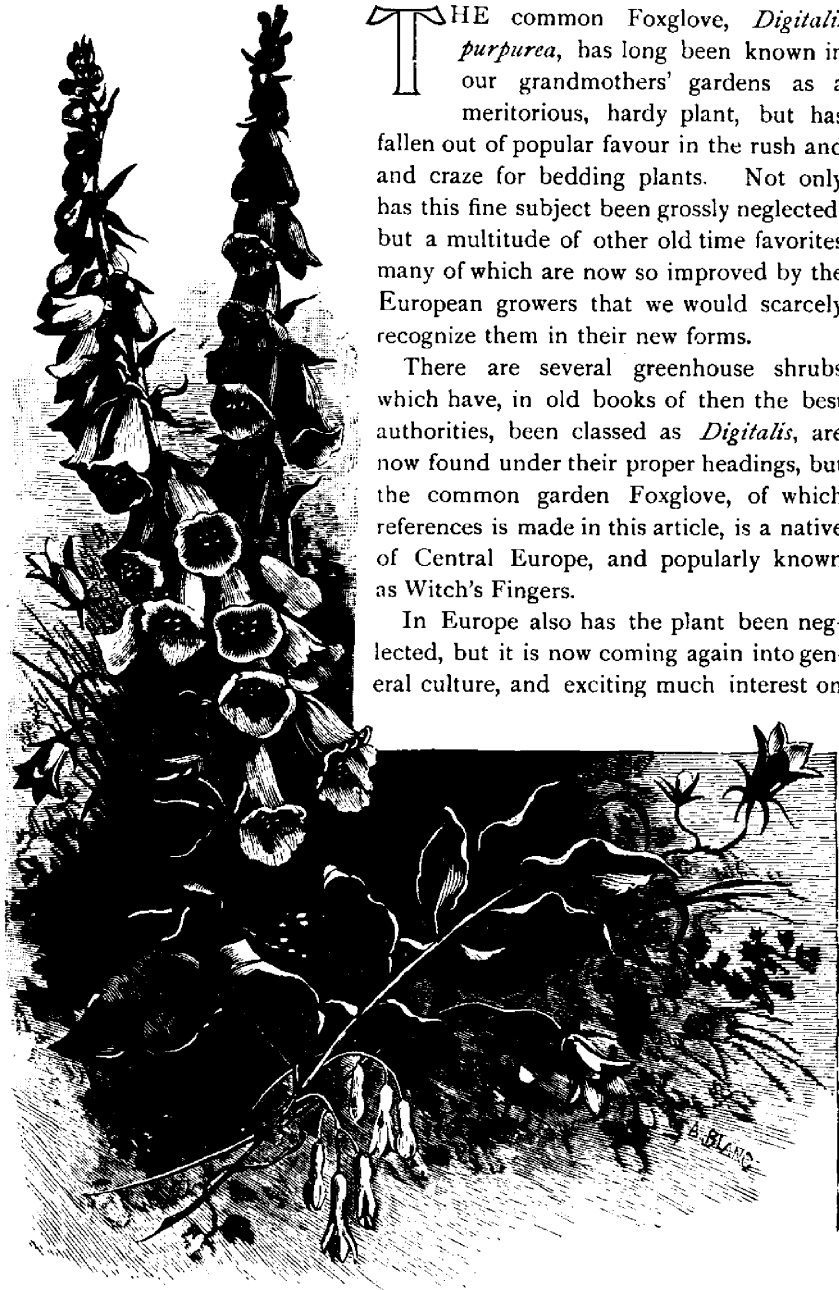 THE common Foxglove, Digitalis
purpurea, has long been known in
our grandmothers' gardens as a
meritorious, hardy plant, but has
fallen out of popular favour in the rush and
and craze for bedding plants. Not only
has this fine subject been grossly neglected
but a multitude of other old time favorites
many of which are now so improved by the
European growers that we would scarcely
recognize them in their new forms.
There are several greenhouse shrubs
which have, in old books of then the best
authorities, been classed as Digitalis, are
now found under their proper headings, but
the common garden Foxglove, of which
references is made in this article, is a native
of Central Europe, and popularly known
as Witch's Fingers.
In Europe also has the plant been neg-
lected, but it is now coming again into gen-
eral culture, and exciting much interest on
A. BLANC